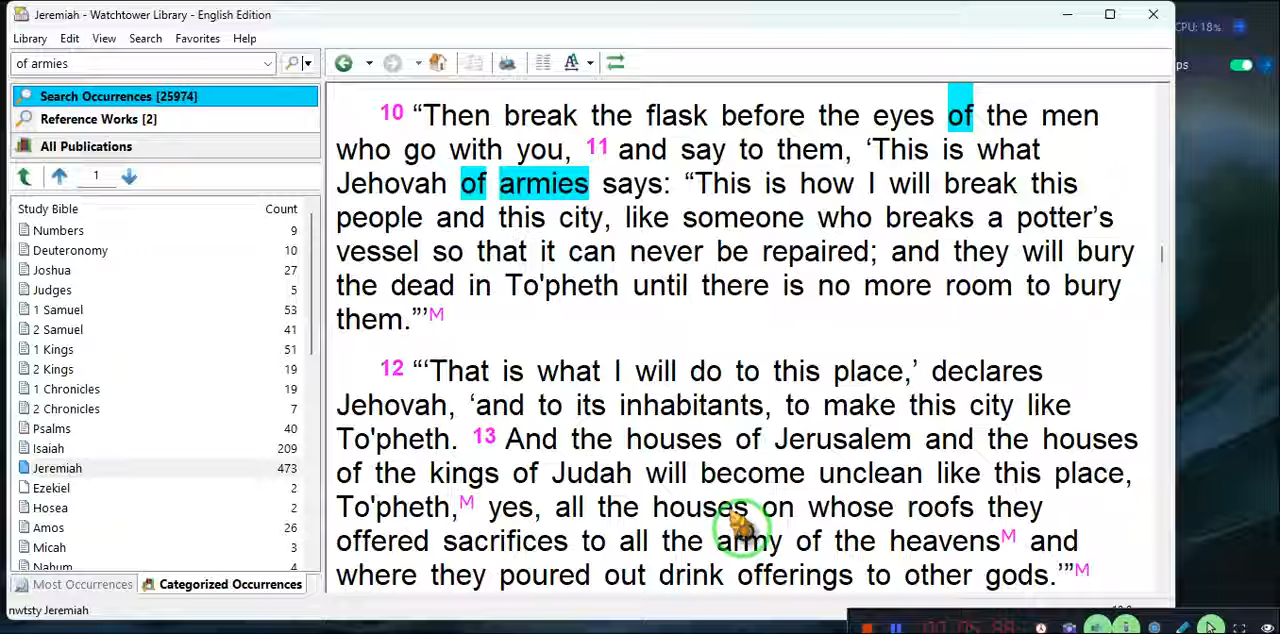 Jeremiah - Watchtower Library - English Edition
CPU: 18%
Library Edit View Search Favorites Help
of armies
ps
Search Occurrences [25974]
Reference Works [2]
All Publications
1
Study Bible Count
Numbers 9
Deuteronomy 10
Joshua 27
Judges 5
1 Samuel 53
2 Samuel 41
1 Kings 51
2 Kings 19
1 Chronicles 19
2 Chronicles 7
Psalms 40
Isaiah 209
Jeremiah 473
Ezekiel 2
Hosea 2
Amos 26
Micah 3
Nahum 4
Most Occurrences Categorized Occurrences
nwtsty Jeremiah
10 “Then break the flask before the eyes of the men
who go with you, 11 and say to them, ‘This is what
Jehovah of armies says: “This is how I will break this
people and this city, like someone who breaks a potter’s
vessel so that it can never be repaired; and they will bury
the dead in To'pheth until there is no more room to bury
them.”’M
12 “‘That is what I will do to this place,’ declares
Jehovah, ‘and to its inhabitants, to make this city like
To'pheth. 13 And the houses of Jerusalem and the houses
of the kings of Judah will become unclean like this place,
To'pheth,M yes, all the houses on whose roofs they
offered sacrifices to all the army of the heavensM and
where they poured out drink offerings to other gods.’”M